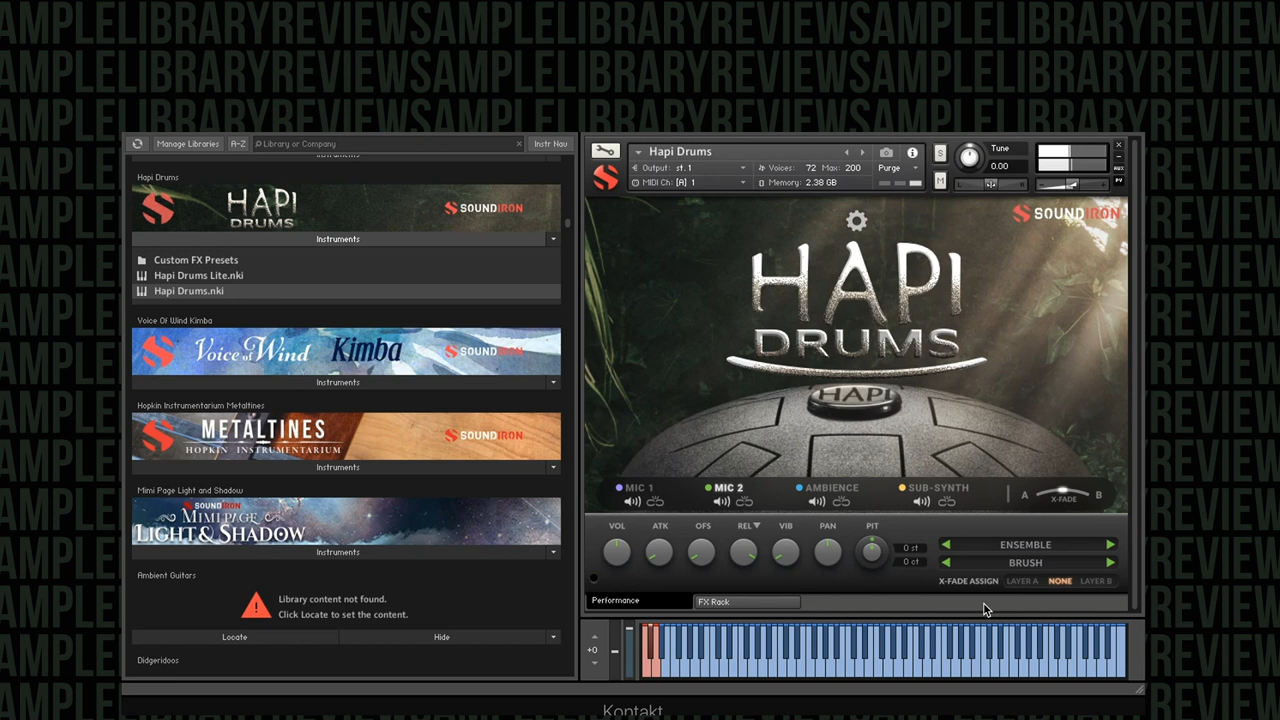 AMPLELIBRARYREVIEWSAMPLELIBRARYREVIEWS
Manage Libraries
A-Z
Library or Company
×
Instr Nav
Instruments
Hapi Drums
HAPI
DRUMS
SOUNDIRON
Instruments
Custom FX Presets
Hapi Drums Lite.nki
Hapi Drums.nki
Voice Of Wind Kimba
Voice of Wind Kimba
SOUNDIRON
Instruments
Hopkin Instrumentarium Metaltines
METALTINES
HOPKIN INSTRUMENTARIUM
SOUNDIRON
Instruments
Mimi Page Light and Shadow
SOUNDIRON
MIMI PAGE
LIGHT & SHADOW
Instruments
Ambient Guitars
Library content not found.
Click Locate to set the content.
Locate
Hide
Didgeridoos
Hapi Drums
Output: st.1
Voices: 72 Max: 200
Purge
MIDI Ch: [A] 1
Memory: 2.38 GB
S
M
Tune
0.00
L
R
AUX
PV
SOUNDIRON
HAPI
DRUMS
HAPI
MIC 1
MIC 2
AMBIENCE
SUB-SYNTH
A
X-FADE
B
VOL
ATK
OFS
REL
VIB
PAN
PIT
0 st
0 ct
ENSEMBLE
BRUSH
X-FADE ASSIGN
LAYER A
NONE
LAYER B
Performance
FX Rack
+0
Kontakt